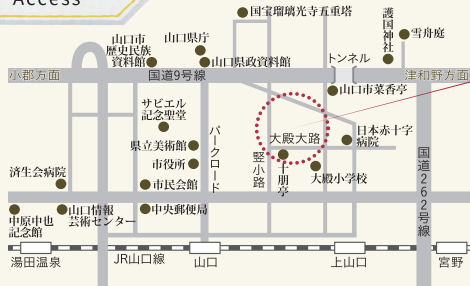 Access
国宝瑠璃光寺五重塔
護国神社
雪舟庭
山口市
歴史民族
資料館
山口県庁
山口県政資料館
トンネル
小郡方面
国道9号線
津和野方面
山口市菜香亭
サビエル
記念聖堂
パークロード
大殿大路
日本赤十字
病院
県立美術館
市役所
竪小路
十朋亭
大殿小学校
済生会病院
市民会館
国道262号線
中原中也
記念館
山口情報
芸術センター
中央郵便局
湯田温泉
JR山口線
山口
上山口
宮野